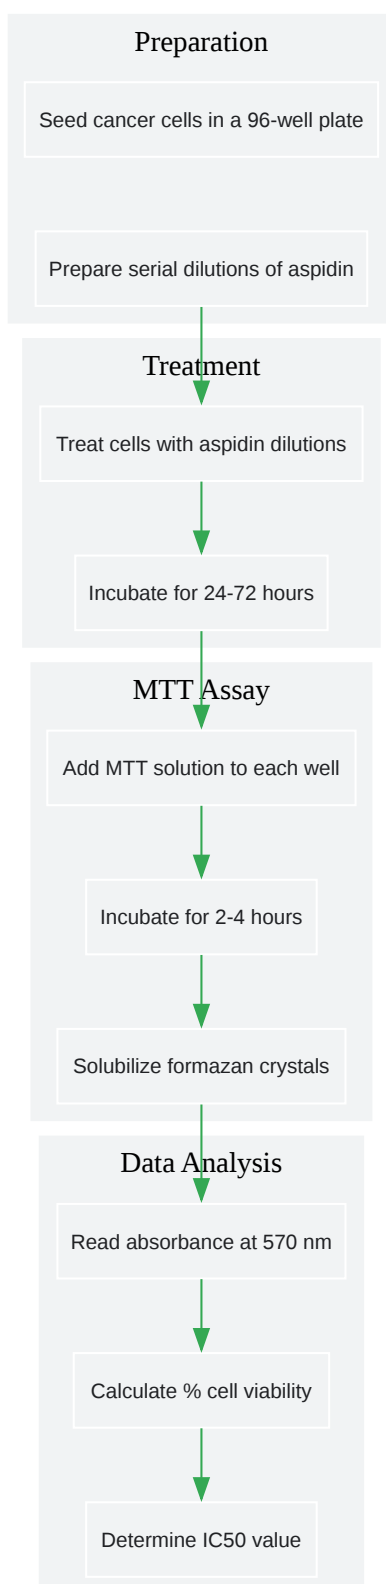 Preparation
Seed cancer cells in a 96-well plate
Prepare serial dilutions of aspidin
Treatment
Treat cells with aspidin dilutions
Incubate for 24-72 hours
MTT Assay
Add MTT solution to each well
Incubate for 2-4 hours
Solubilize formazan crystals
Data Analysis
Read absorbance at 570 nm
Calculate % cell viability
Determine IC50 value